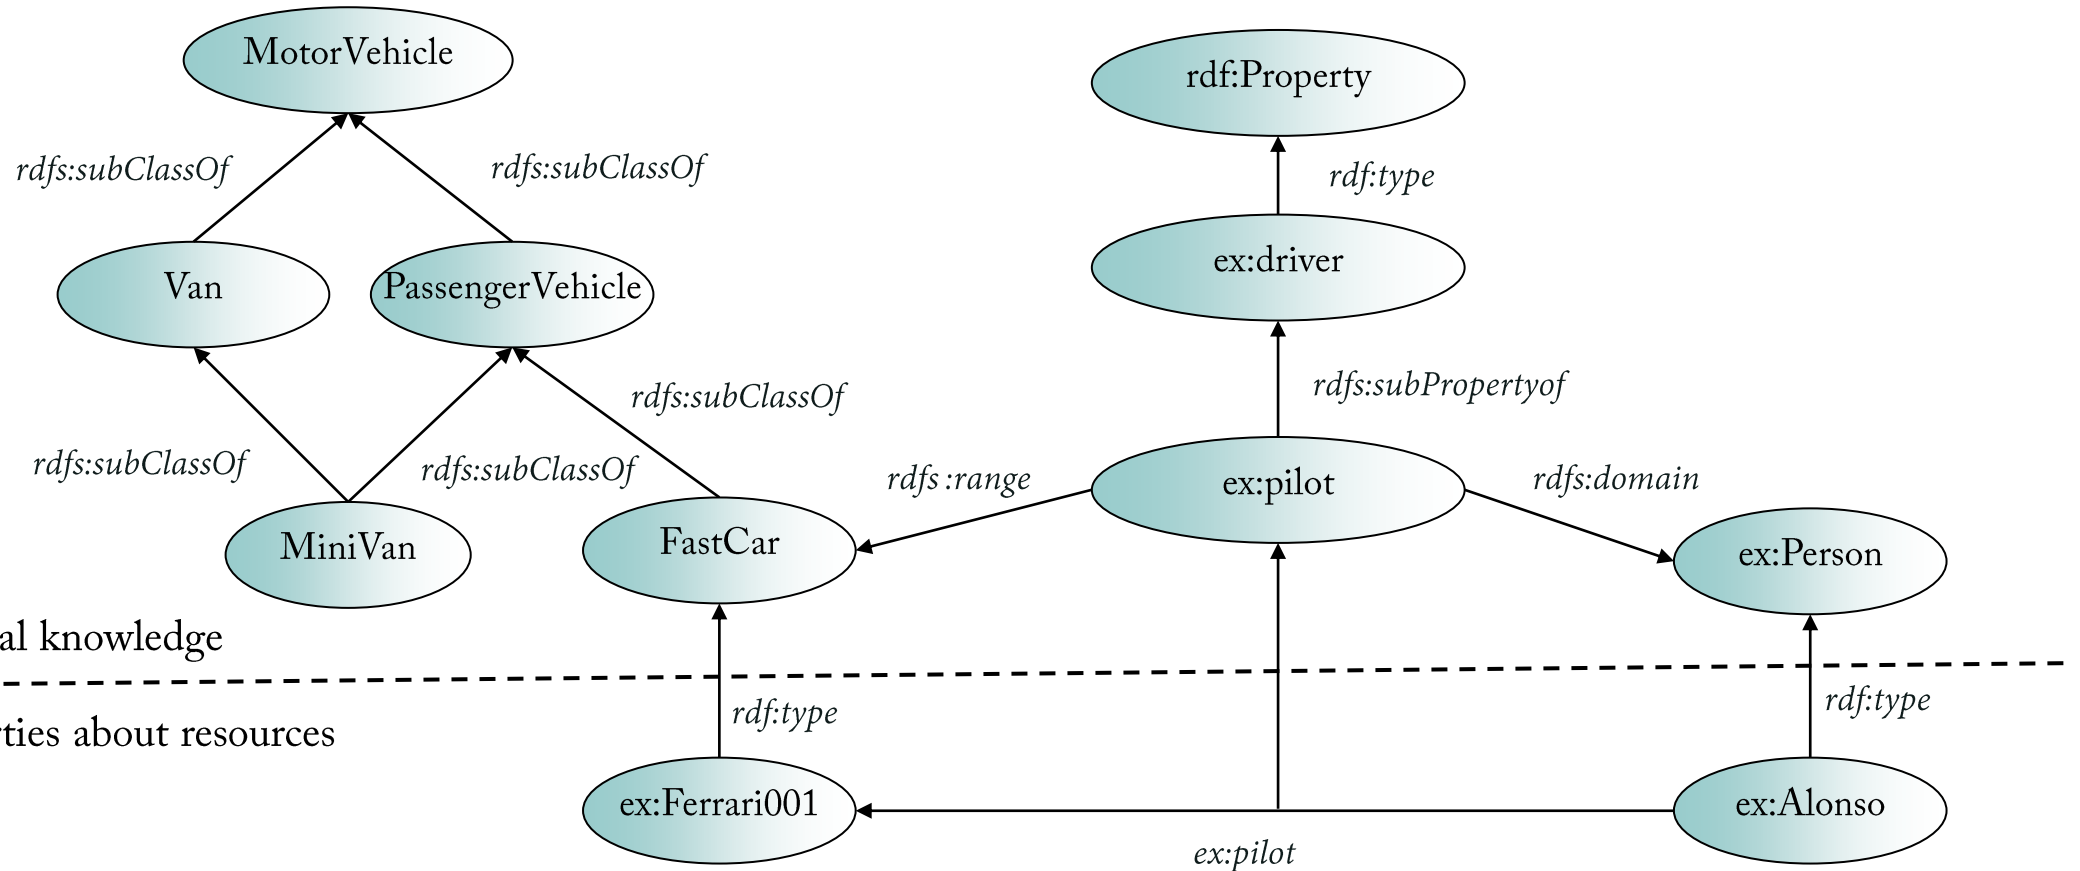 MotorVehicle
rdf:Property
rdfs:subClassOf
rdfs:subClassOf
rdf:type
Van
PassengerVehicle
ex:driver
rdfs:subClassOf
rdfs:subPropertyof
rdfs:subClassOf
rdfs:subClassOf
rdfs :range
ex:pilot
rdfs:domain
MiniVan
FastCar
ex:Person
al knowledge
rdf:type
rdf:type
ties about resources
ex:Ferrari001
ex:Alonso
ex:pilot